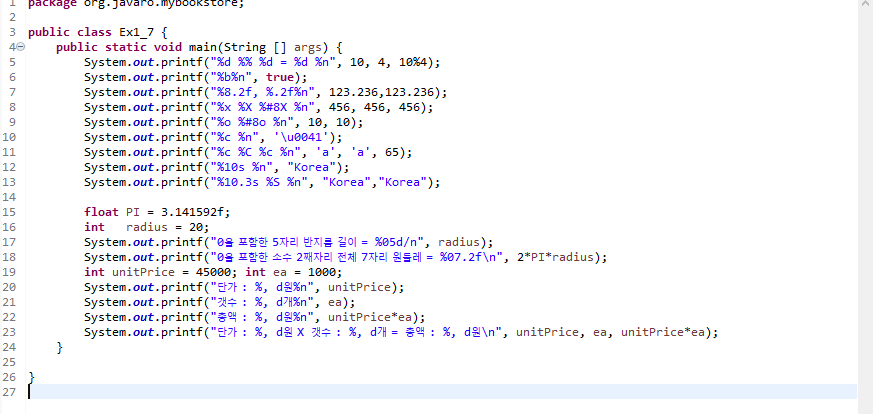 1 package org.javaro.mybookstore;
2
3 public class Ex1_7 {
4 public static void main(String [] args) {
5 System.out.printf("%d %% %d = %d %n", 10, 4, 10%4);
6 System.out.printf("%b%n", true);
7 System.out.printf("%8.2f, %.2f%n", 123.236,123.236);
8 System.out.printf("%x %X %#8X %n", 456, 456, 456);
9 System.out.printf("%o %#8o %n", 10, 10);
10 System.out.printf("%c %n", '\u0041');
11 System.out.printf("%c %C %c %n", 'a', 'a', 65);
12 System.out.printf("%10s %n", "Korea");
13 System.out.printf("%10.3s %S %n", "Korea","Korea");
14
15 float PI = 3.141592f;
16 int radius = 20;
17 System.out.printf("0을 포함한 5자리 반지름 길이 = %05d/n", radius);
18 System.out.printf("0을 포함한 소수 2째자리 전체 7자리 원둘레 = %07.2f\n", 2*PI*radius);
19 int unitPrice = 45000; int ea = 1000;
20 System.out.printf("단가 : %, d원%n", unitPrice);
21 System.out.printf("갯수 : %, d개%n", ea);
22 System.out.printf("총액 : %, d원%n", unitPrice*ea);
23 System.out.printf("단가 : %, d원 X 갯수 : %, d개 = 총액 : %, d원\n", unitPrice, ea, unitPrice*ea);
24 }
25
26 }
27